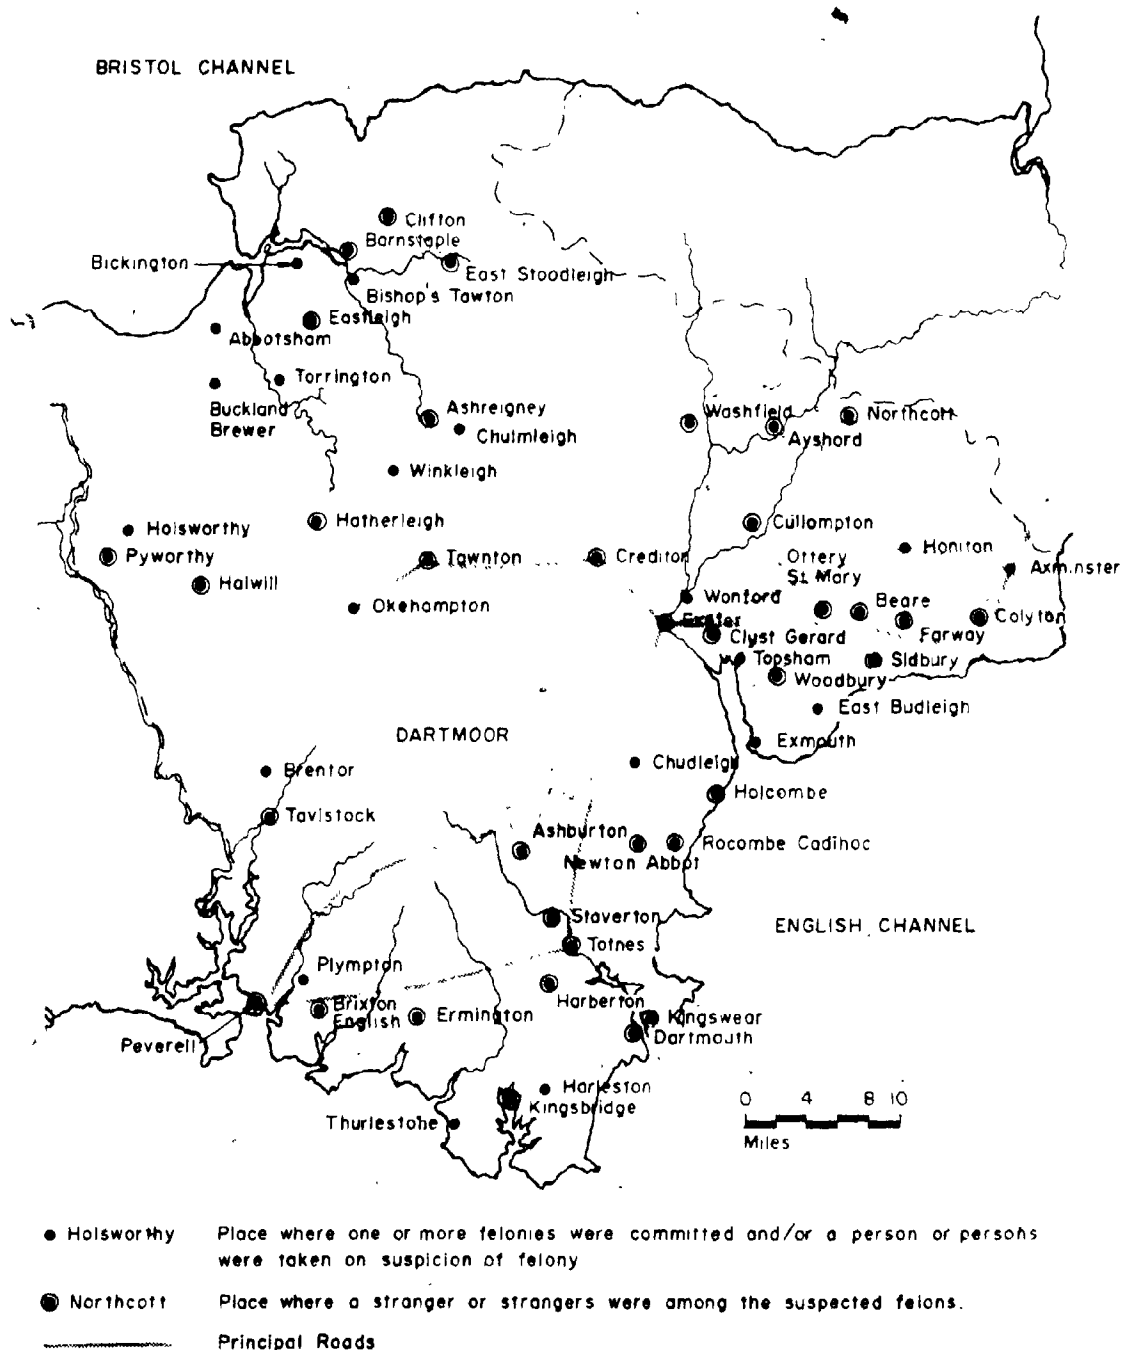 BRISTOL CHANNEL
Clifton
Barnstaple
Bickington
East Stoodleigh
Bishop's Tawton
Eastleigh
Abbotsham
Torrington
Buckland
Brewer
Ashreigney
Chulmleigh
Washfield
Northcott
Ayshord
Winkleigh
Holsworthy
Hatherleigh
Cullompton
Pyworthy
Tawnton
Crediton
Ottery
St. Mary
Honiton
Axminster
Halwill
Okehampton
Wonford
Beare
Exeter
Clyst Gerard
Farway
Colyton
Topsham
Sidbury
Woodbury
East Budleigh
DARTMOOR
Exmouth
Brentor
Chudleigh
Holcombe
Tavistock
Ashburton
Newton Abbot
Rocombe Cadihoc
Staverton
ENGLISH CHANNEL
Totnes
Plympton
Harberton
Brixton
English
Ermington
Kingswear
Dartmouth
Peverell
Harleston
Kingsbridge
Thurlestone
0 4 8 10
Miles
Holsworthy Place where one or more felonies were committed and/or a person or persons
were taken on suspicion of felony
Northcott Place where a stranger or strangers were among the suspected felons.
Principal Roads